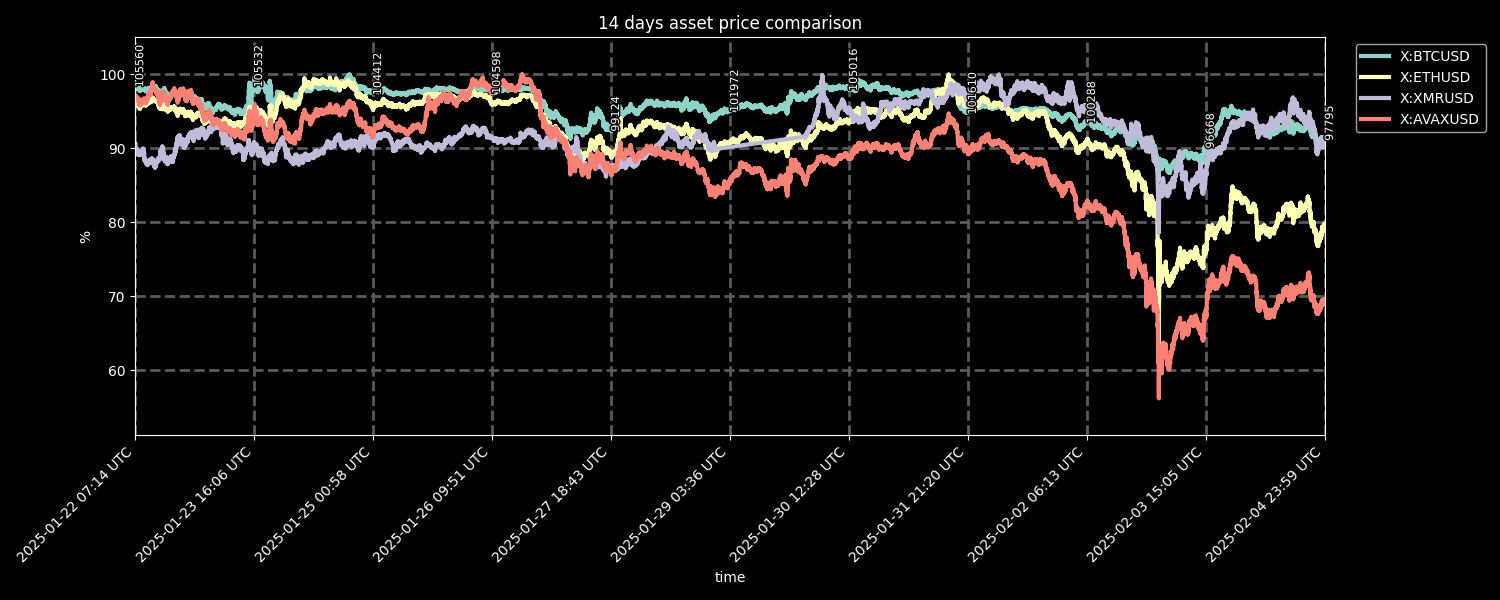 14 days asset price comparison
X:BTCUSD
X:ETHUSD
X:XMRUSD
X:AVAXUSD
100
90
80
70
60
%
105560
105532
104412
104598
99124
101972
105016
101610
100288
96668
97795
2025-01-22 07:14 UTC
2025-01-23 16:06 UTC
2025-01-25 00:58 UTC
2025-01-26 09:51 UTC
2025-01-27 18:43 UTC
2025-01-29 03:36 UTC
2025-01-30 12:28 UTC
2025-01-31 21:20 UTC
2025-02-02 06:13 UTC
2025-02-03 15:05 UTC
2025-02-04 23:59 UTC
time